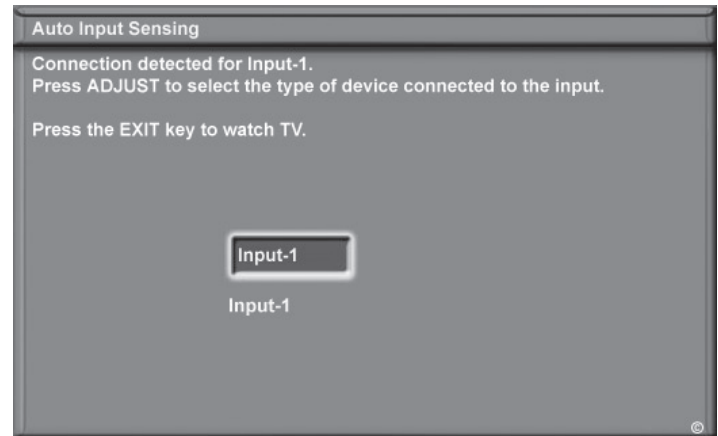 Auto Input Sensing
Connection detected for Input-1.
Press ADJUST to select the type of device connected to the input.
Press the EXIT key to watch TV.
Input-1
Input-1
©